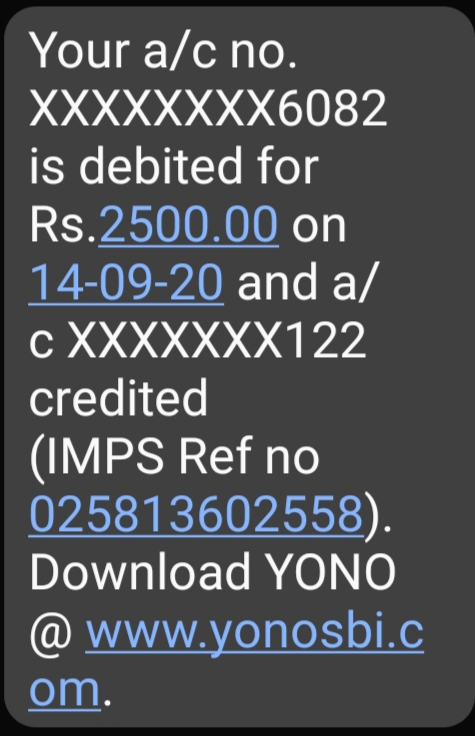 Your a/c no.
XXXXXXXX6082
is debited for
Rs.2500.00 on
14-09-20 and a/
c XXXXXXX122
credited
(IMPS Ref no
025813602558).
Download YONO
@ www.yonosbi.c
om.